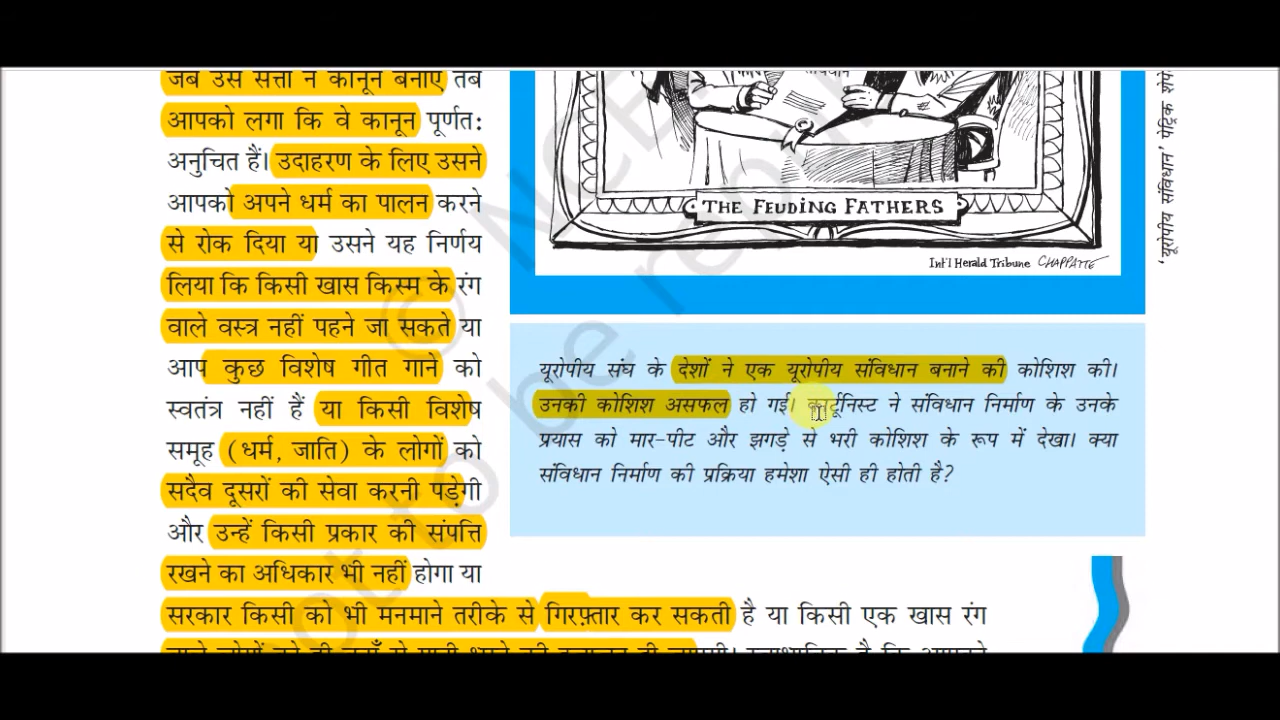 जब उस सत्ता ने कानून बनाए तब
आपको लगा कि वे कानून पूर्णत:
अनुचित हैं। उदाहरण के लिए उसने
आपको अपने धर्म का पालन करने
से रोक दिया या उसने यह निर्णय
लिया कि किसी खास किस्म के रंग
वाले वस्त्र नहीं पहने जा सकते या
आप कुछ विशेष गीत गाने को
स्वतंत्र नहीं हैं या किसी विशेष
समूह (धर्म, जाति) के लोगों को
सदैव दूसरों की सेवा करनी पड़ेगी
और उन्हें किसी प्रकार की संपत्ति
रखने का अधिकार भी नहीं होगा या
सरकार किसी को भी मनमाने तरीके से गिरफ़्तार कर सकती है या किसी एक खास रंग
THE FEUDING FATHERS
Int'l Herald Tribune CHAPPATTE
'यूरोपीय संविधान' पैट्रिक
यूरोपीय संघ के देशों ने एक यूरोपीय संविधान बनाने की कोशिश की।
उनकी कोशिश असफल हो गई। कार्टूनिस्ट ने संविधान निर्माण के उनके
प्रयास को मार-पीट और झगड़े से भरी कोशिश के रूप में देखा। क्या
संविधान निर्माण की प्रक्रिया हमेशा ऐसी ही होती है?
not to be